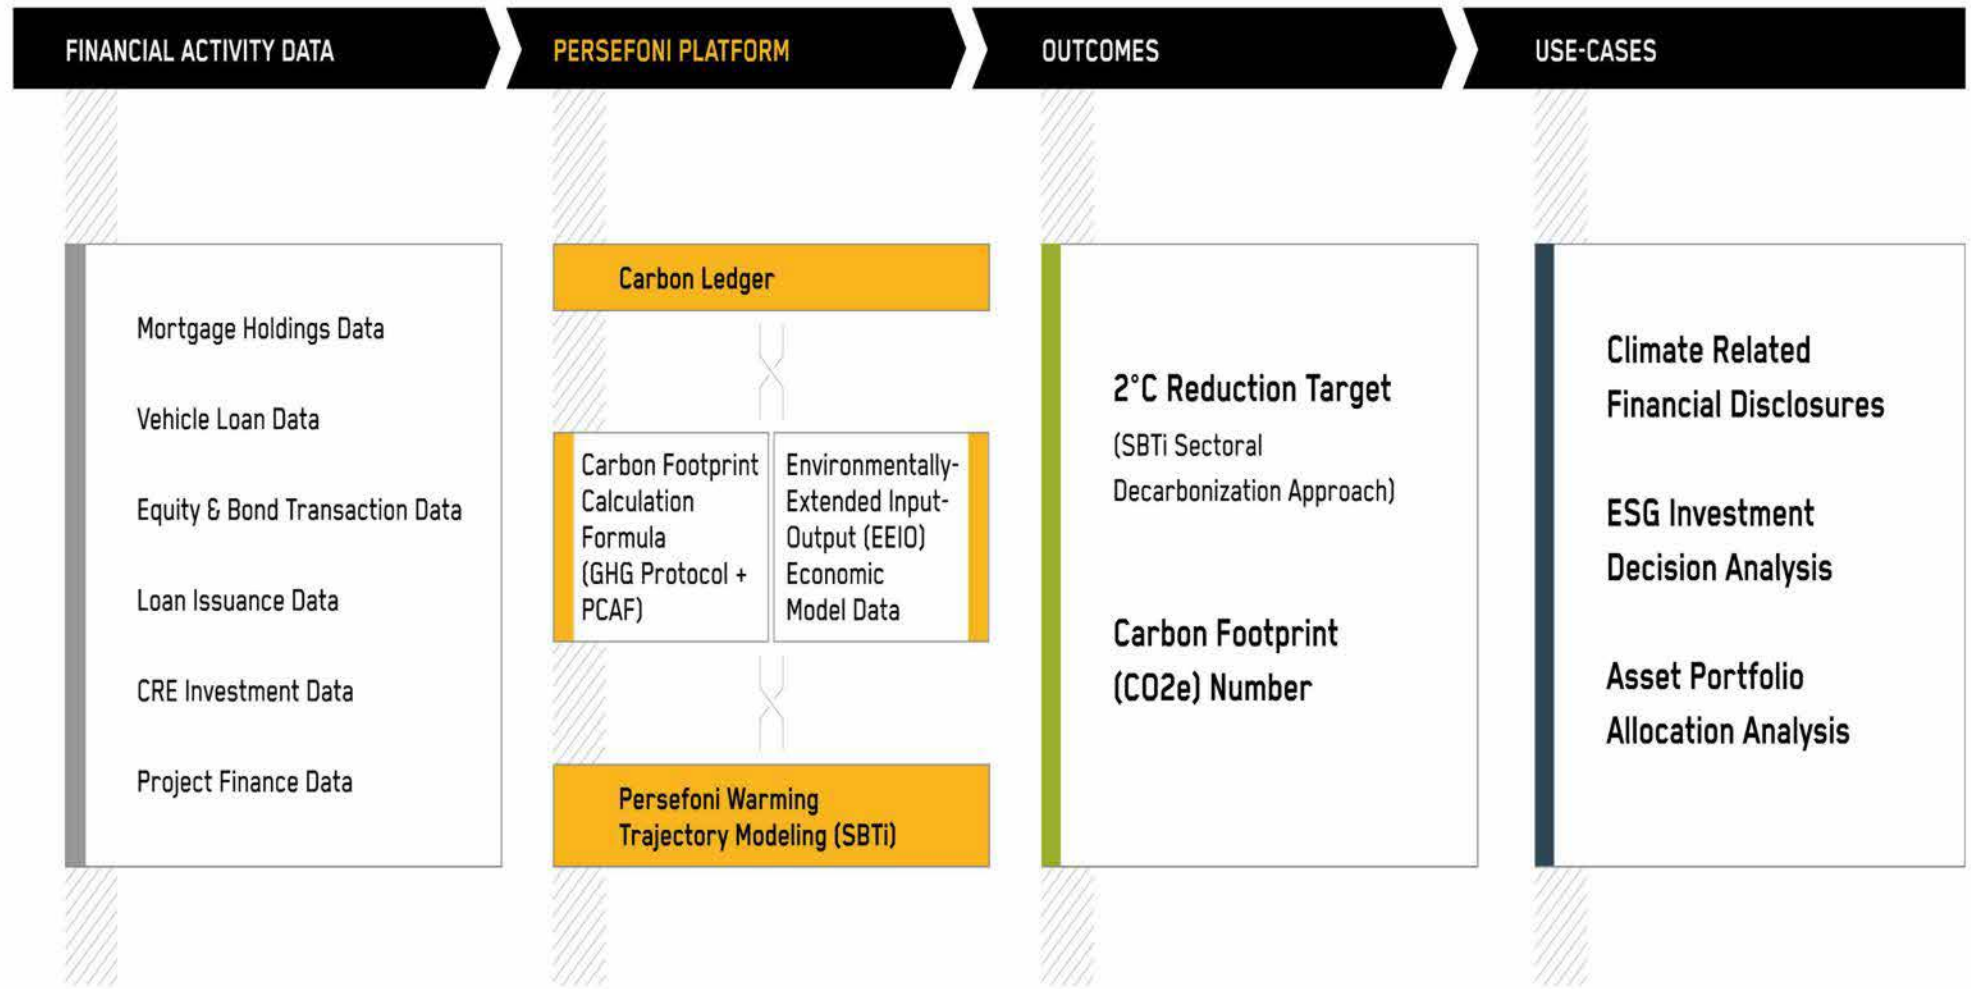 FINANCIAL ACTIVITY DATA
PERSEFONI PLATFORM
OUTCOMES
USE-CASES
Mortgage Holdings Data
Vehicle Loan Data
Equity & Bond Transaction Data
Loan Issuance Data
CRE Investment Data
Project Finance Data
Carbon Ledger
Carbon Footprint
Calculation
Formula
(GHG Protocol +
PCAF)
Environmentally-
Extended Input-
Output (EEIO)
Economic
Model Data
Persefoni Warming
Trajectory Modeling (SBTi)
2°C Reduction Target
(SBTi Sectoral
Decarbonization Approach)
Carbon Footprint
(CO2e) Number
Climate Related
Financial Disclosures
ESG Investment
Decision Analysis
Asset Portfolio
Allocation Analysis